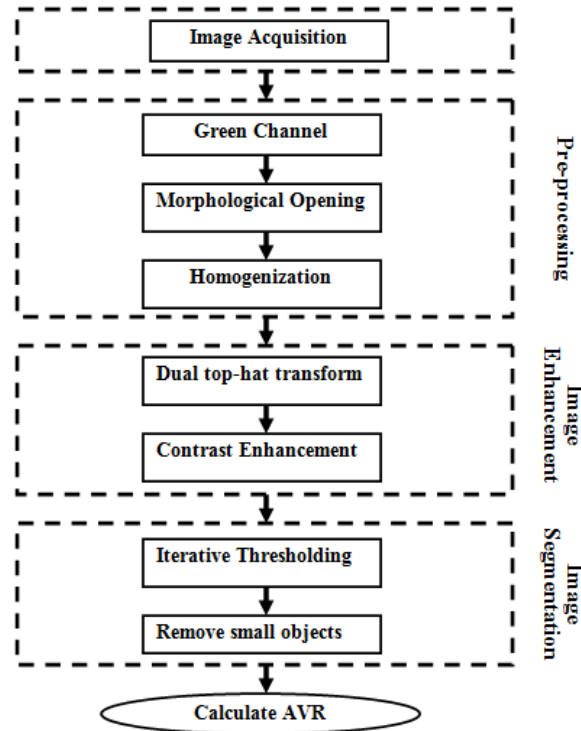 Image Acquisition
Green Channel
Morphological Opening
Homogenization
Pre-processing
Dual top-hat transform
Contrast Enhancement
Image
Enhancement
Iterative Thresholding
Remove small objects
Image
Segmentation
Calculate AVR